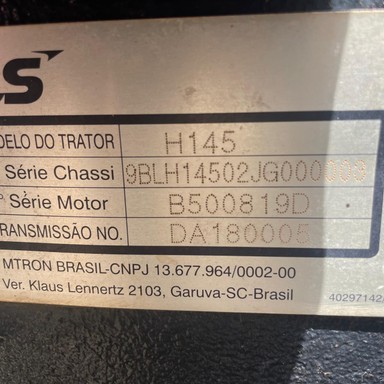 LS
DELO DO TRATOR H145
Série Chassi 9BLH14502JG000
ª Série Motor B500819D
RANSMISSÃO NO. DA180005
MTRON BRASIL-CNPJ 13.677.964/0002-00
Ver. Klaus Lennertz 2103, Garuva-SC-Brasil
40297142